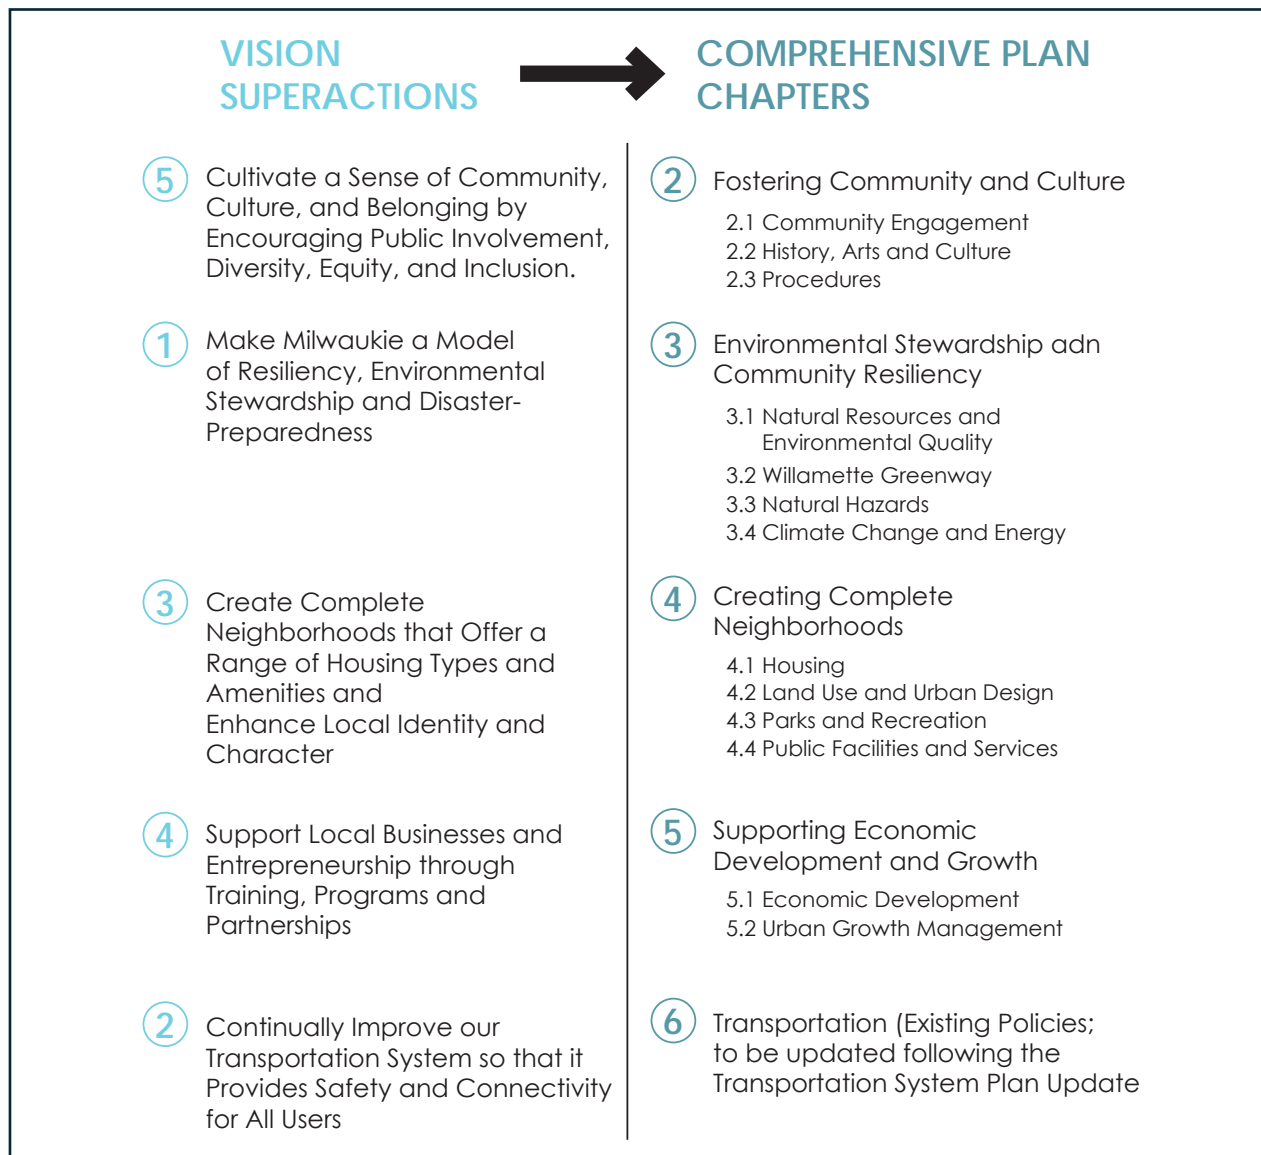 VISION
SUPERACTIONS
COMPREHENSIVE PLAN
CHAPTERS
5
Cultivate a Sense of Community,
Culture, and Belonging by
Encouraging Public Involvement,
Diversity, Equity, and Inclusion.
2
Fostering Community and Culture
2.1 Community Engagement
2.2 History, Arts and Culture
2.3 Procedures
1
Make Milwaukie a Model
of Resiliency, Environmental
Stewardship and Disaster-
Preparedness
3
Environmental Stewardship adn
Community Resiliency
3.1 Natural Resources and
Environmental Quality
3.2 Willamette Greenway
3.3 Natural Hazards
3.4 Climate Change and Energy
3
Create Complete
Neighborhoods that Offer a
Range of Housing Types and
Amenities and
Enhance Local Identity and
Character
4
Creating Complete
Neighborhoods
4.1 Housing
4.2 Land Use and Urban Design
4.3 Parks and Recreation
4.4 Public Facilities and Services
4
Support Local Businesses and
Entrepreneurship through
Training, Programs and
Partnerships
5
Supporting Economic
Development and Growth
5.1 Economic Development
5.2 Urban Growth Management
2
Continually Improve our
Transportation System so that it
Provides Safety and Connectivity
for All Users
6
Transportation (Existing Policies;
to be updated following the
Transportation System Plan Update